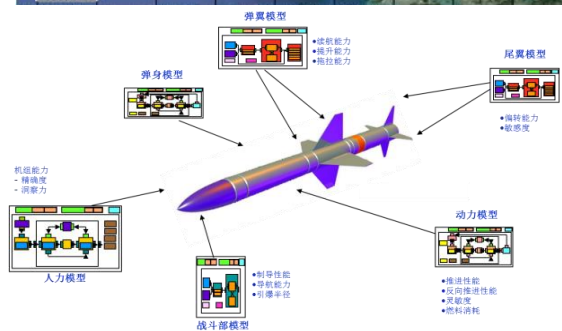 弹翼模型
●续航能力
●提升能力
●拖拉能力
尾翼模型
●偏转能力
●敏感度
弹身模型
机组能力
- 精确度
- 洞察力
人力模型
●制导性能
●导航能力
●引爆半径
战斗部模型
动力模型
●推进性能
●反向推进性能
●灵敏度
●燃料消耗